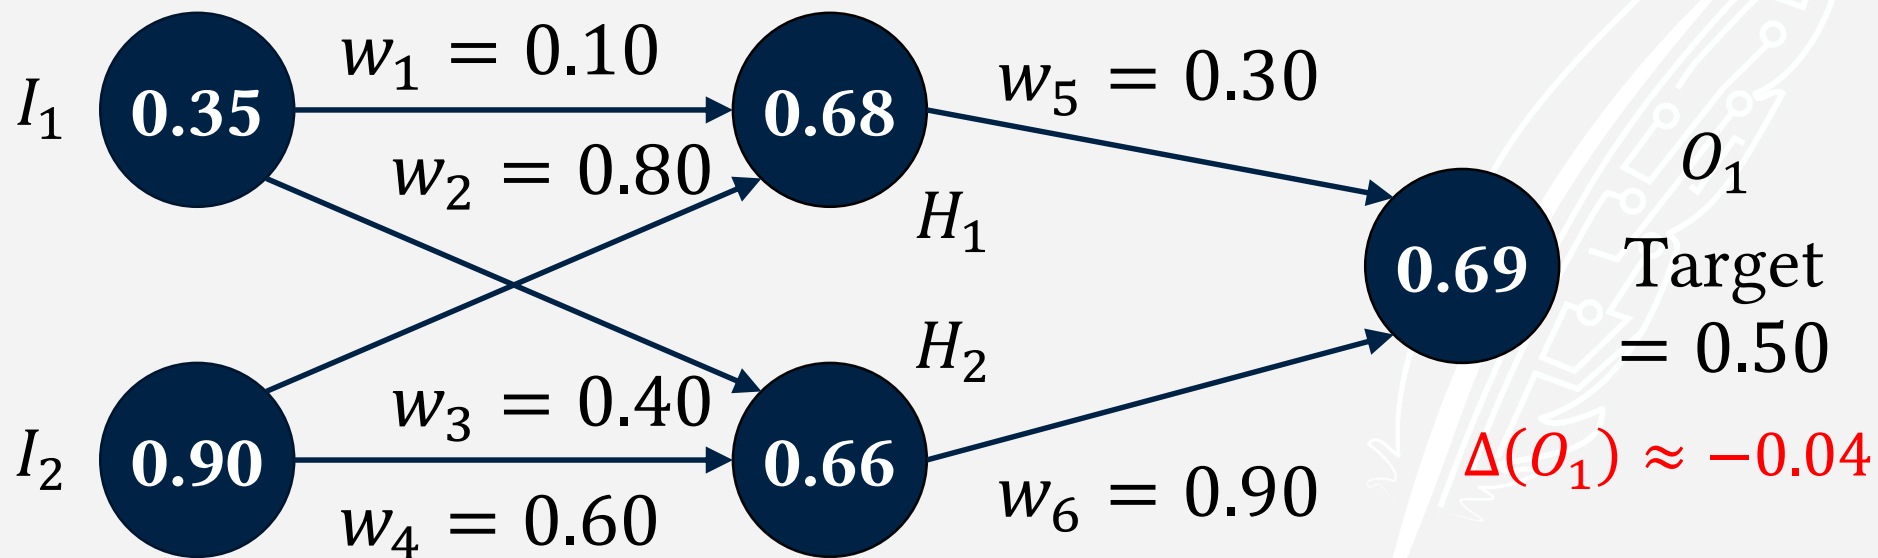 I₁
0.35
w₁ = 0.10
w₂ = 0.80
0.68
H₁
w₅ = 0.30
O₁
Target
= 0.50
0.69
Δ(O₁) ≈ −0.04
I₂
0.90
w₃ = 0.40
w₄ = 0.60
H₂
0.66
w₆ = 0.90